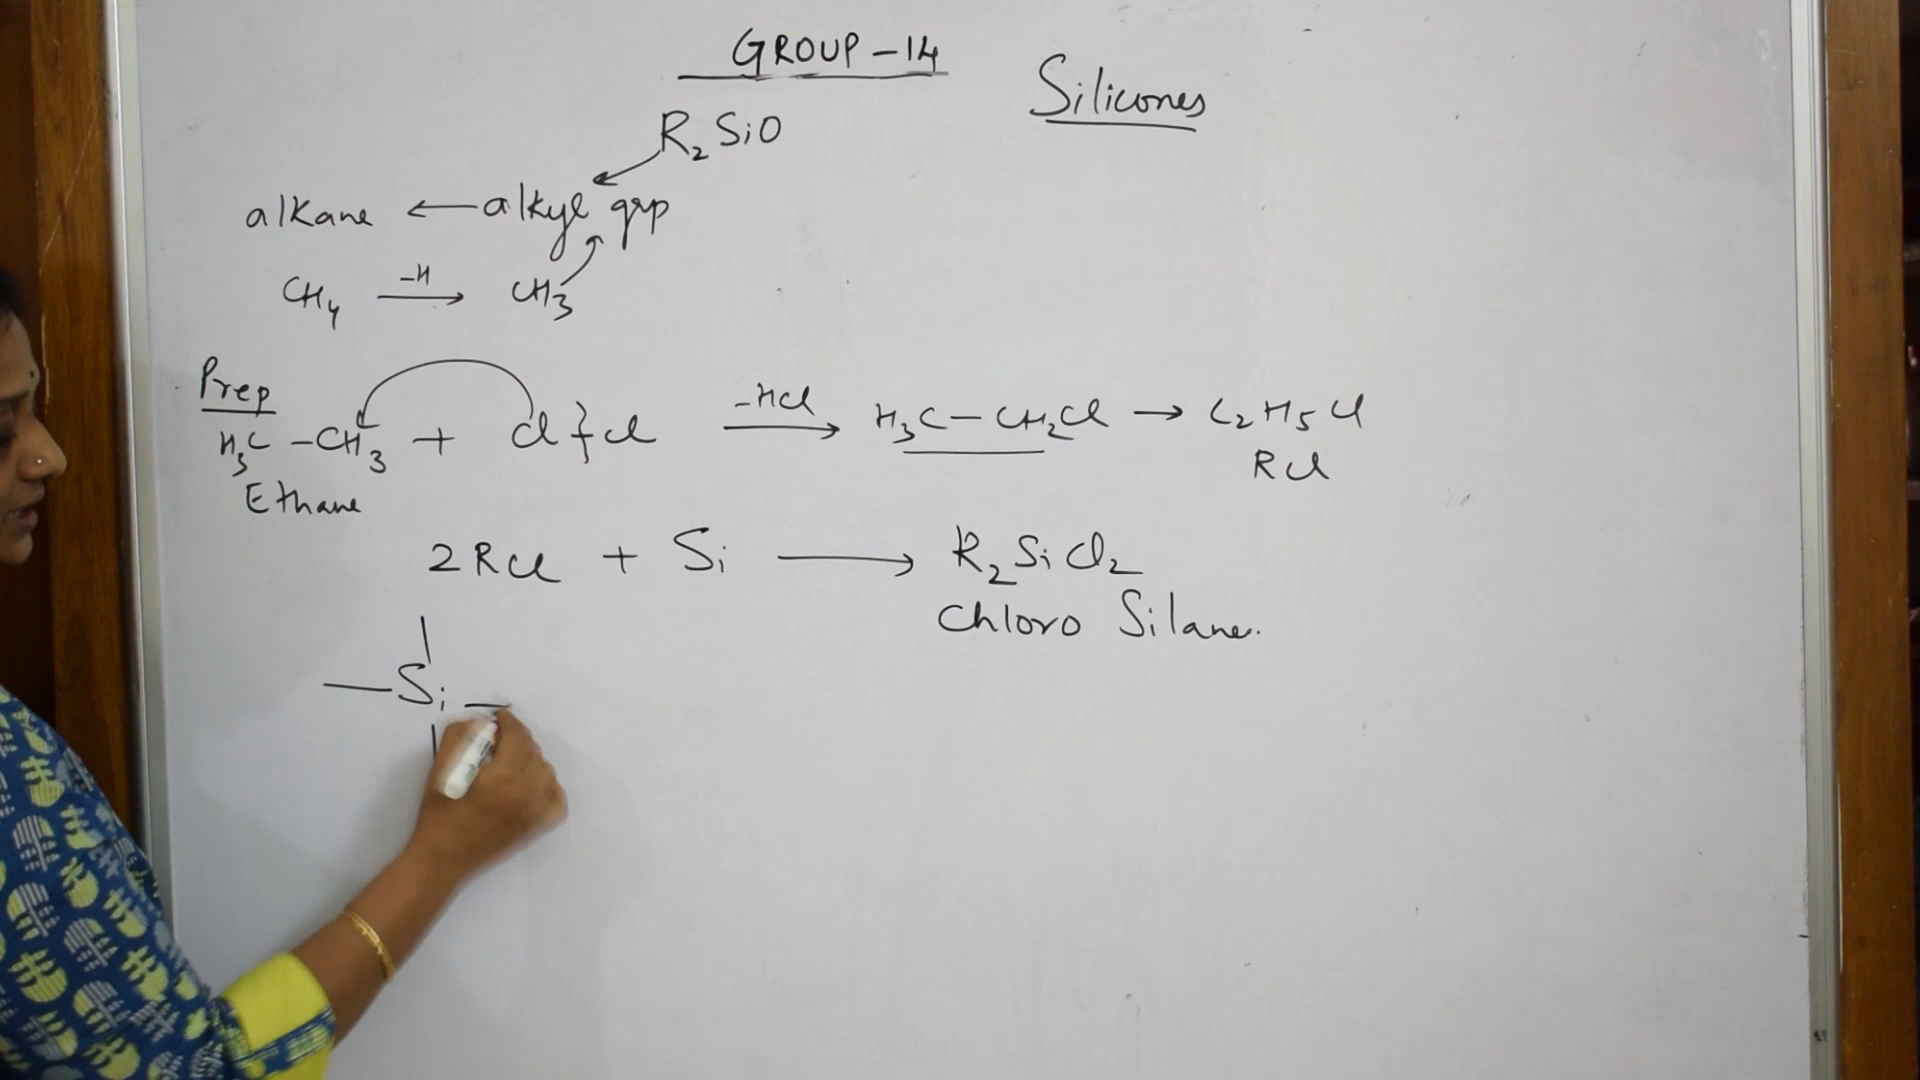 GROUP-14
Silicones
R₂SiO
alkane ← alkyl grp
CH₄ —H→ CH₃
Prep
H₃C-CH₃ + Cl}Cl -HCl→ H₃C-CH₂Cl → C₂H₅Cl
Ethane
RCl
2RCl + Si → R₂SiCl₂
Chloro Silane.
-Si-